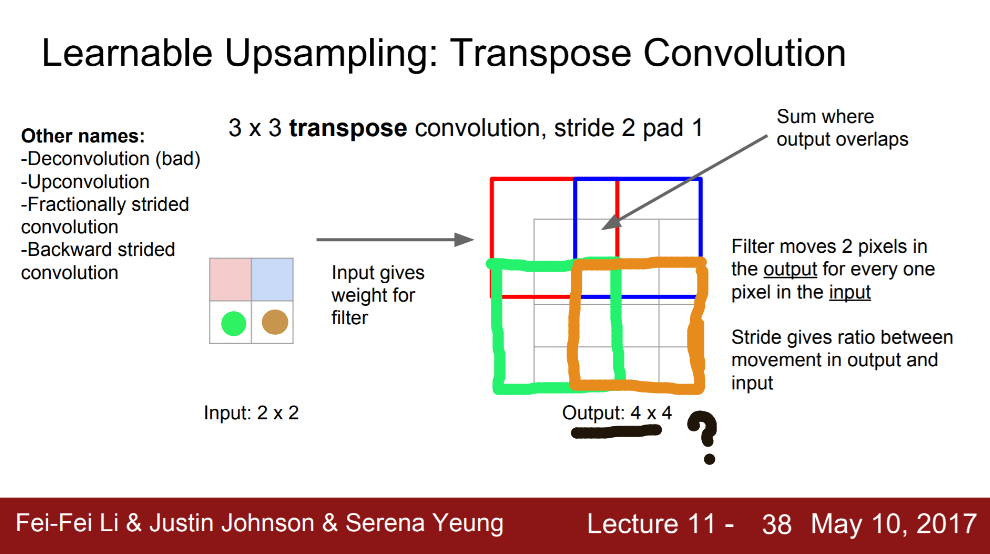 Learnable Upsampling: Transpose Convolution
Other names:
-Deconvolution (bad)
-Upconvolution
-Fractionally strided
convolution
-Backward strided
convolution
3 x 3 transpose convolution, stride 2 pad 1
Sum where
output overlaps
Input gives
weight for
filter
Filter moves 2 pixels in
the output for every one
pixel in the input
Stride gives ratio between
movement in output and
input
Input: 2 x 2
Output: 4 x 4
?
Fei-Fei Li & Justin Johnson & Serena Yeung
Lecture 11 - 38 May 10, 2017